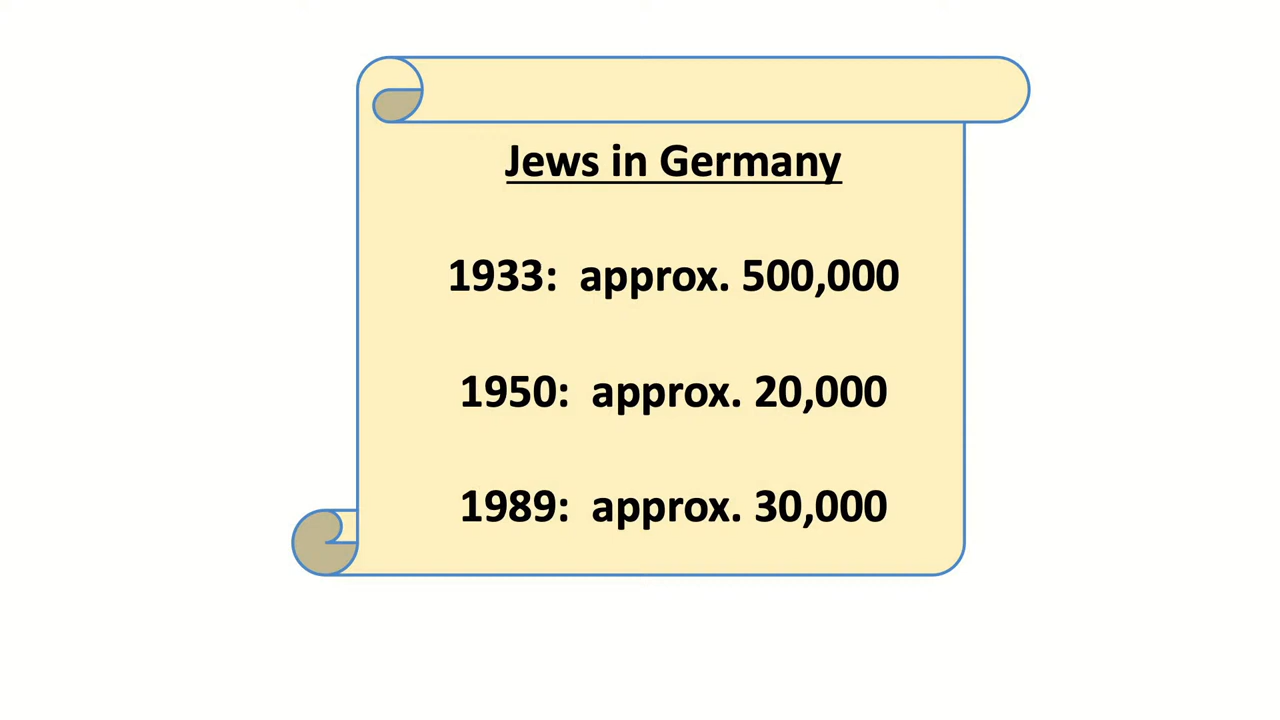 Jews in Germany
1933:  approx. 500,000
1950:  approx. 20,000
1989:  approx. 30,000